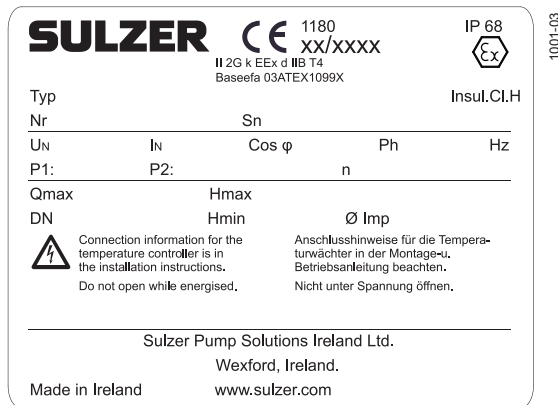 SULZER CE 1180 IP 68
xx/xxxx
II 2G k EEx d IIB T4
Baseefa 03ATEX1099X
Ex
1001-03
Typ Insul.Cl.H
Nr Sn
UN IN Cos φ Ph Hz
P1: P2: n
Qmax Hmax
DN Hmin Ø Imp
Connection information for the
temperature controller is in
the installation instructions.
Do not open while energised.
Anschlusshinweise für die Tempera-
turwächter in der Montage-u.
Betriebsanleitung beachten.
Nicht unter Spannung öffnen.
Sulzer Pump Solutions Ireland Ltd.
Wexford, Ireland.
Made in Ireland www.sulzer.com